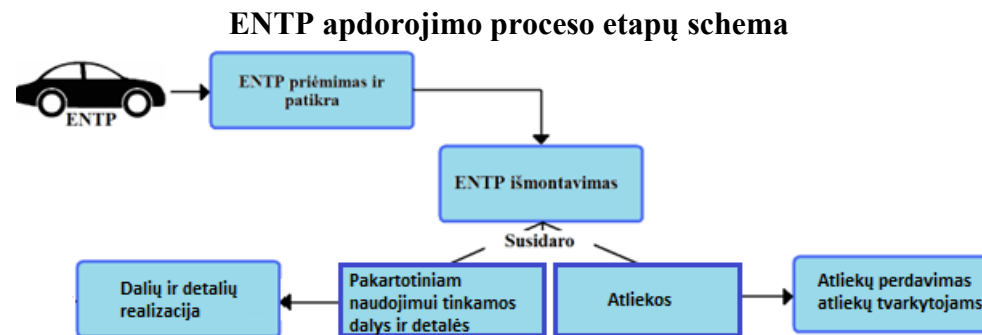 ENTP apdorojimo proceso etapų schema
ENTP
ENTP priėmimas ir
patikra
ENTP išmontavimas
Susidaro
Dalių ir detalių
realizacija
Pakartotiniam
naudojimui tinkamos
dalys ir detalės
Atliekos
Atliekų perdavimas
atliekų tvarkytojams